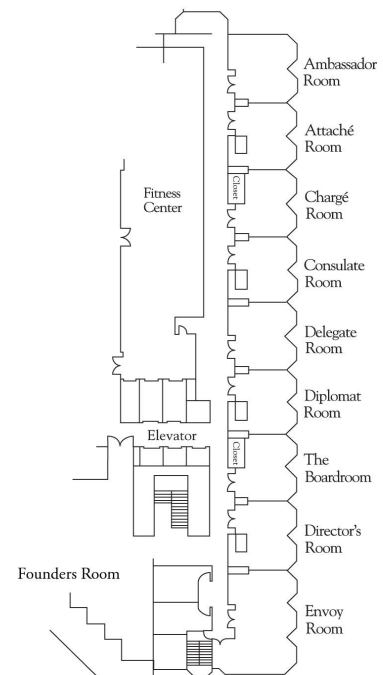 Ambassador
Room
Attaché
Room
Closet
Fitness
Center
Chargé
Room
Consulate
Room
Delegate
Room
Diplomat
Room
Elevator
Closet
The
Boardroom
Director's
Room
Founders Room
Envoy
Room